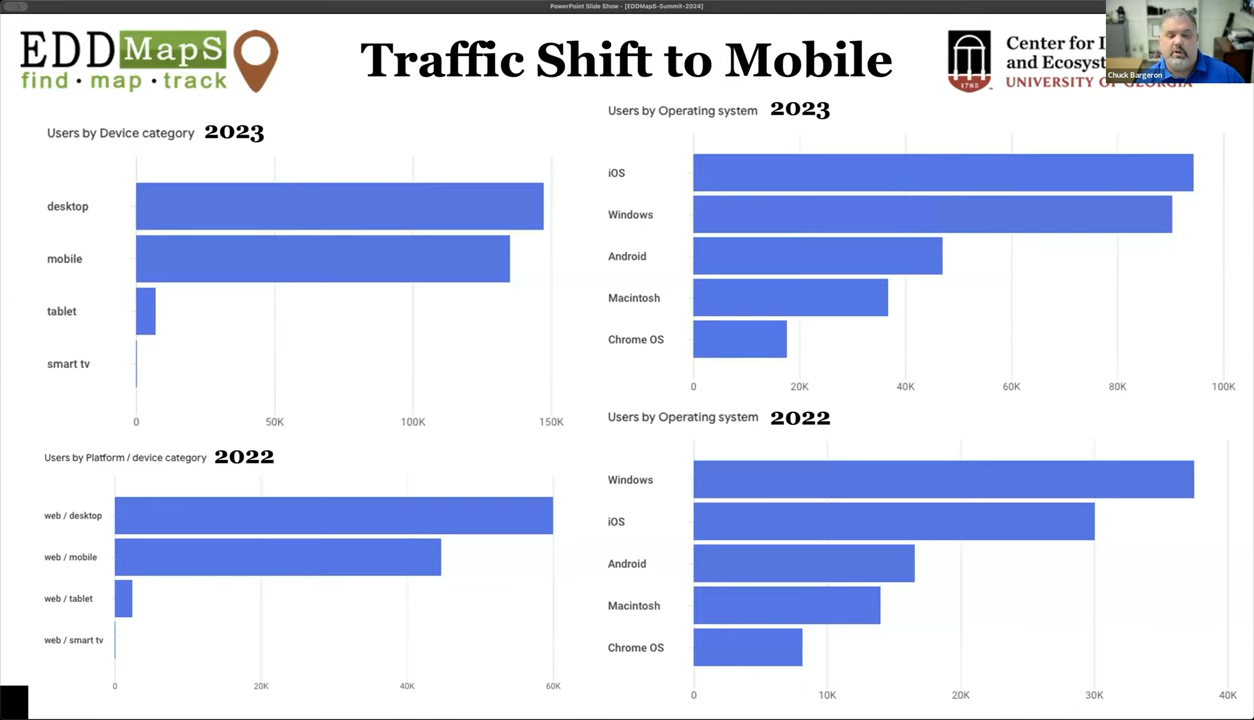 PowerPoint Slide Show - [EDDMapS-Summit-2024]
EDDMapS
find · map · track
Traffic Shift to Mobile
1785
Center for I
and Ecosyst
UNIVERSITY OF GEORGIA
Chuck Bargeron
Users by Device category 2023
desktop
mobile
tablet
smart tv
0 50K 100K 150K
Users by Operating system 2023
iOS
Windows
Android
Macintosh
Chrome OS
0 20K 40K 60K 80K 100K
Users by Platform / device category 2022
web / desktop
web / mobile
web / tablet
web / smart tv
0 20K 40K 60K
Users by Operating system 2022
Windows
iOS
Android
Macintosh
Chrome OS
0 10K 20K 30K 40K